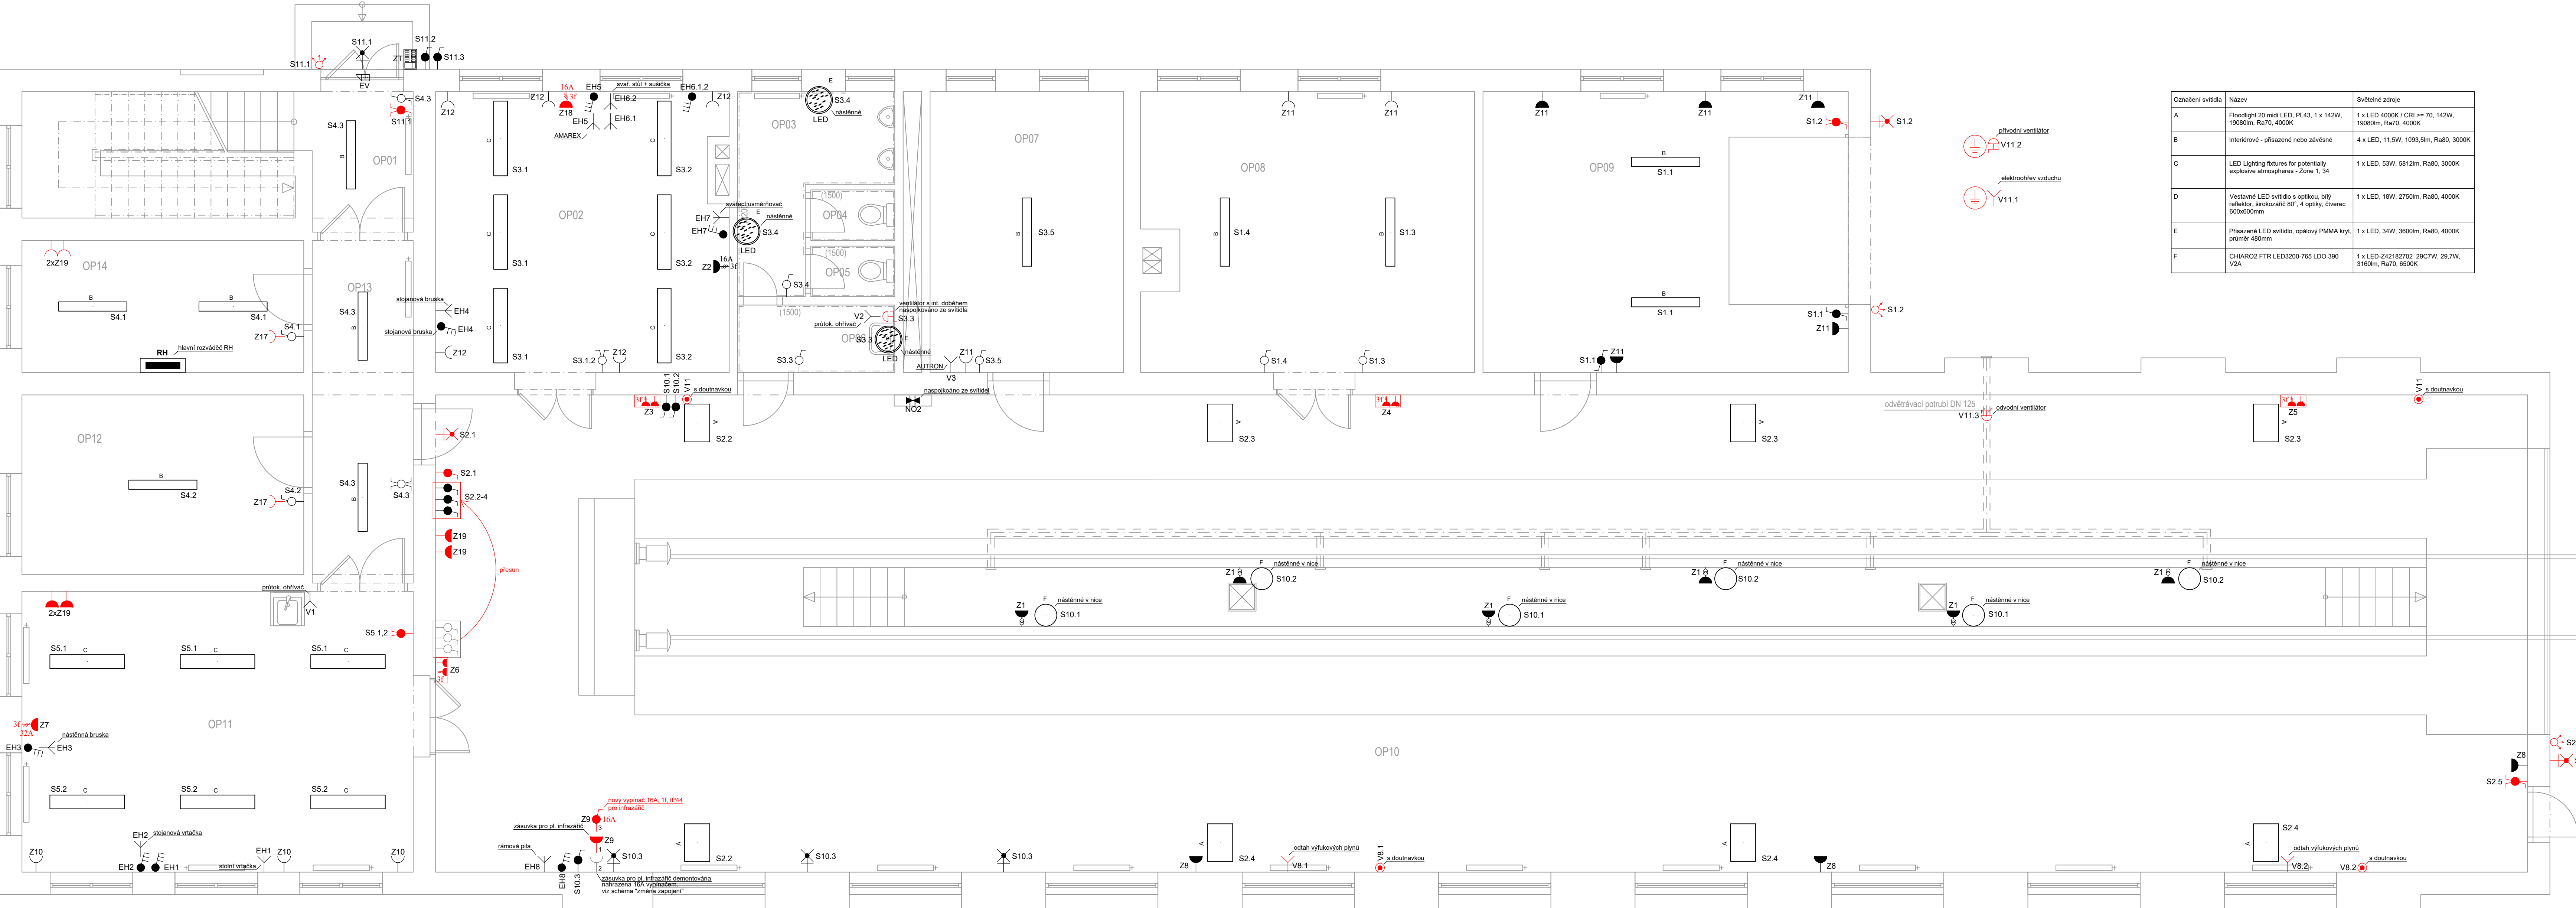 S11.1
S11.1
EV
ZT
S11.2
S11.3
S4.3
S11.1
S4.3
B
OP01
Z12
Z12
16A
3f
Z18
EH5
svař. stůl + sušička
EH6.2
EH6.1
EH5
AMAREX
EH6.1,2
Z12
C
S3.1
C
S3.2
OP02
C
S3.1
C
S3.2
C
S3.1
C
S3.2
svářecí usměrňovač
EH7
EH7
16A
Z2
3f
OP03
E
S3.4
nástěnné
LED
E
nástěnné
S3.4
LED
(1500)
OP04
(1500)
OP05
S3.4
(1500)
ventilátor s int. doběhem
naspojkováno ze svítidla
V2
S3.3
průtok. ohřívač
S3.3
E
nástěnné
LED
S3.3
AUTRON
V3
Z11
S3.5
OP07
B
S3.5
OP08
Z11
Z11
B
S1.4
B
S1.3
S1.4
S1.3
OP09
Z11
Z11
Z11
B
S1.1
B
S1.1
S1.2
S1.2
S1.2
S1.1
Z11
S1.1
Z11
přívodní ventilátor
V11.2
elektroohřev vzduchu
V11.1
Označení svítidla Název Světelné zdroje
A Floodlight 20 midi LED, PL43, 1 x 142W, 19080lm, Ra70, 4000K 1 x LED 4000K / CRI >= 70, 142W, 19080lm, Ra70, 4000K
B Interiérové - přisazené nebo závěsné 4 x LED, 11,5W, 1093,5lm, Ra80, 3000K
C LED Lighting fixtures for potentially explosive atmospheres - Zone 1, 34 1 x LED, 53W, 5812lm, Ra80, 3000K
D Vestavné LED svítidlo s optikou, bílý reflektor, širokozářič 80°, 4 optiky, čtverec 600x600mm 1 x LED, 18W, 2750lm, Ra80, 4000K
E Přisazené LED svítidlo, opálový PMMA kryt, průměr 480mm 1 x LED, 34W, 3600lm, Ra80, 4000K
F CHIARO2 FTR LED3200-765 LDO 390 V2A 1 x LED-Z42182702 29C7W, 29,7W, 3160lm, Ra70, 6500K
2xZ19
OP14
B
S4.1
B
S4.1
Z17
S4.1
RH
hlavní rozváděč RH
OP13
S4.3
B
stojanová bruska
EH4
stojanová bruska
EH4
Z12
S3.1,2
Z12
OP12
B
S4.2
Z17
S4.2
S4.3
B
S4.3
S2.1
S2.1
S2.2-4
Z19
Z19
přesun
Z6
3f
3f
Z3
S10.1
S10.2
V11
s doutnavkou
A
S2.2
naspojkoáno ze svítidel
NO2
3f
Z4
A
S2.3
A
S2.3
odvětrávací potrubí DN 125
V11.3
odvodní ventilátor
3f
Z5
A
S2.3
V11
s doutnavkou
Z1
F
nástěnné v nice
S10.2
Z1
F
nástěnné v nice
S10.2
Z1
F
nástěnné v nice
S10.2
Z1
F
nástěnné v nice
S10.1
Z1
F
nástěnné v nice
S10.1
Z1
F
nástěnné v nice
S10.1
průtok. ohřívač
V1
2xZ19
S5.1,2
S5.1
C
S5.1
C
S5.1
C
OP11
3f
Z7
32A
EH3
nástěnná bruska
EH3
S5.2
C
S5.2
C
S5.2
C
EH2
stojanová vrtačka
Z10
EH2
EH1
stolní vrtačka
EH1
Z10
Z10
OP10
nový vypínač 16A, 1f, IP44
pro infrazářič
Z9
16A
3
zásuvka pro pl. infrazářič
Z9
1
2
rámová pila
EH8
EH8
S10.3
S10.3
zásuvka pro pl. infrazářič demontována
nahrazena 16A vypínačem.
viz schéma "změna zapojení"
A
S2.2
S10.3
S10.3
Z8
A
S2.4
odtah výfukových plynů
V8.1
V8.1
s doutnavkou
A
S2.4
Z8
A
S2.4
odtah výfukových plynů
V8.2
V8.2
s doutnavkou
Z8
S2.5